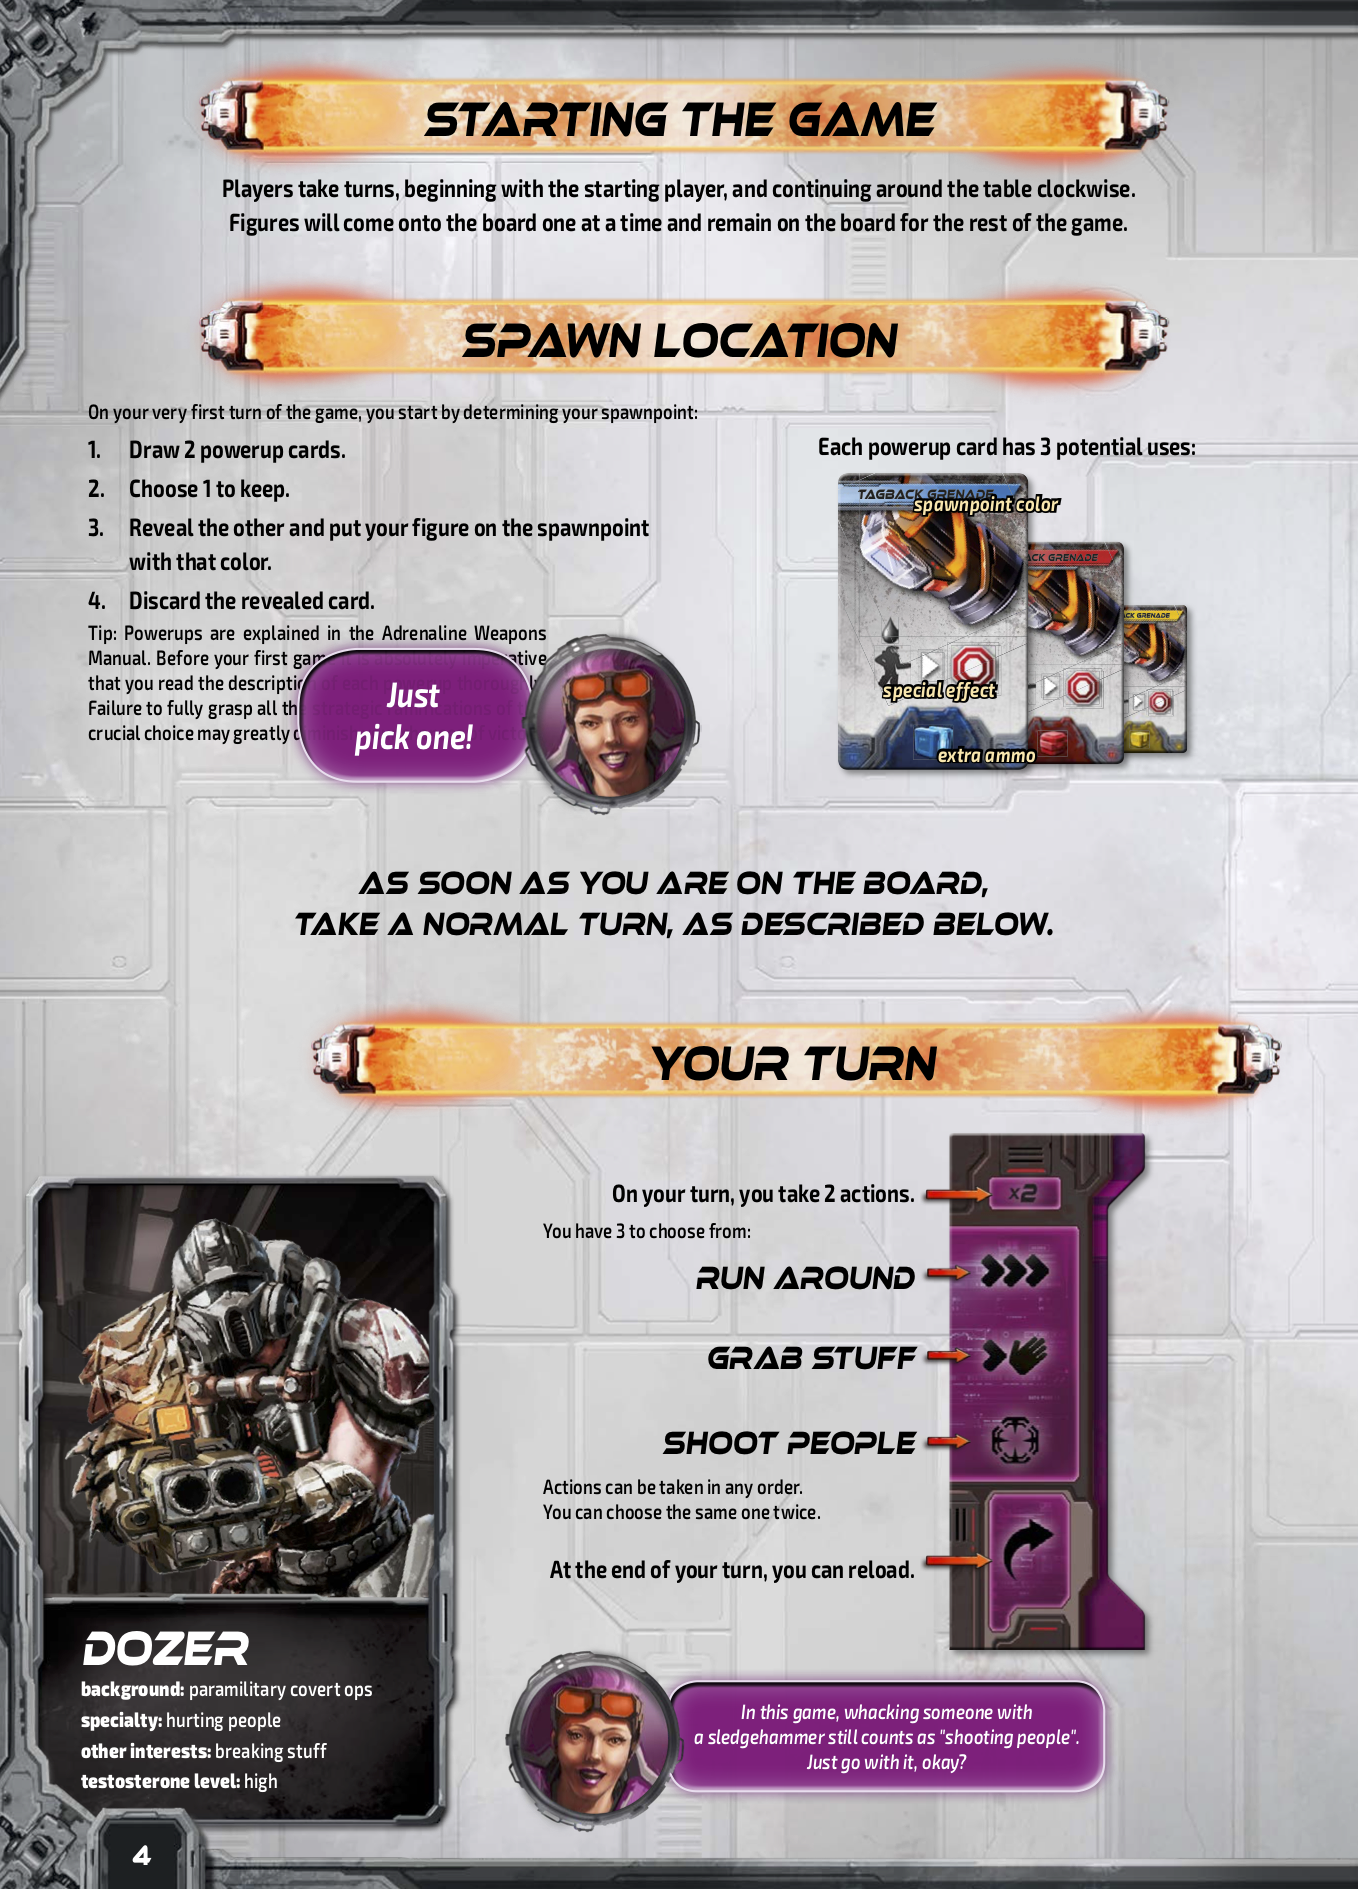 STARTING THE GAME
Players take turns, beginning with the starting player, and continuing around the table clockwise.
Figures will come onto the board one at a time and remain on the board for the rest of the game.
SPAWN LOCATION
On your very first turn of the game, you start by determining your spawnpoint:
1. Draw 2 powerup cards.
2. Choose 1 to keep.
3. Reveal the other and put your figure on the spawnpoint
with that color.
4. Discard the revealed card.
Tip: Powerups are explained in the Adrenaline Weapons
Manual. Before your first
that you read the
Failure to fully grasp all
crucial choice may greatly
Just
pick one!
Each powerup card has 3 potential uses:
TAGBACK GRENADE
spawnpoint color
CK GRENADE
CK GRENADE
special effect
extra ammo
AS SOON AS YOU ARE ON THE BOARD,
TAKE A NORMAL TURN, AS DESCRIBED BELOW.
YOUR TURN
On your turn, you take 2 actions.
x2
You have 3 to choose from:
RUN AROUND
GRAB STUFF
SHOOT PEOPLE
Actions can be taken in any order.
You can choose the same one twice.
At the end of your turn, you can reload.
DOZER
background: paramilitary covert ops
specialty: hurting people
other interests: breaking stuff
testosterone level: high
In this game, whacking someone with
a sledgehammer still counts as "shooting people".
Just go with it, okay?
4